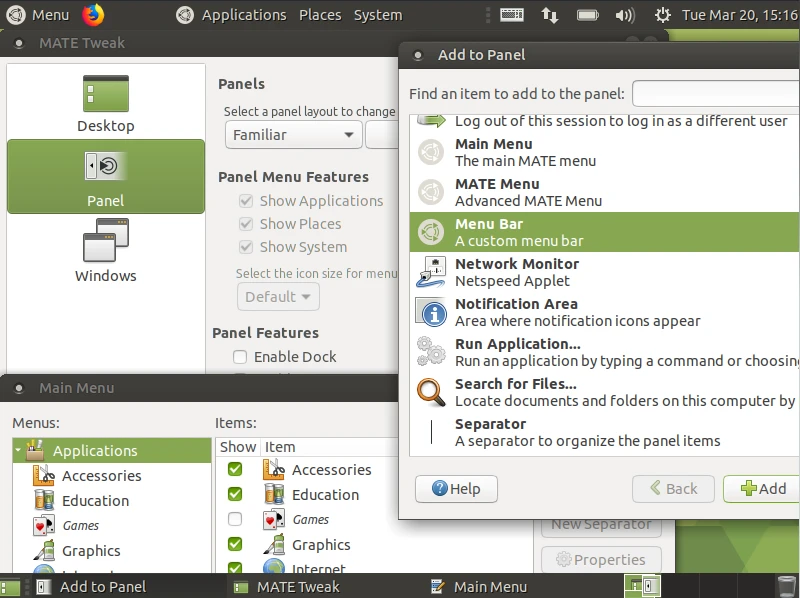 Menu Applications Places System Tue Mar 20, 15:16
MATE Tweak
Desktop
Panel
Windows
Panels
Select a panel layout to change
Familiar
Panel Menu Features
Show Applications
Show Places
Show System
Select the icon size for menu
Default
Panel Features
Enable Dock
Add to Panel
Find an item to add to the panel:
Log out of this session to log in as a different user
Main Menu
The main MATE menu
MATE Menu
Advanced MATE Menu
Menu Bar
A custom menu bar
Network Monitor
Netspeed Applet
Notification Area
Area where notification icons appear
Run Application...
Run an application by typing a command or choosing
Search for Files...
Locate documents and folders on this computer by
Separator
A separator to organize the panel items
Help Back Add
Main Menu
Menus:
Applications
Accessories
Education
Games
Graphics
Items:
Show Item
Accessories
Education
Games
Graphics
Internet
New Separator
Properties
Add to Panel MATE Tweak Main Menu